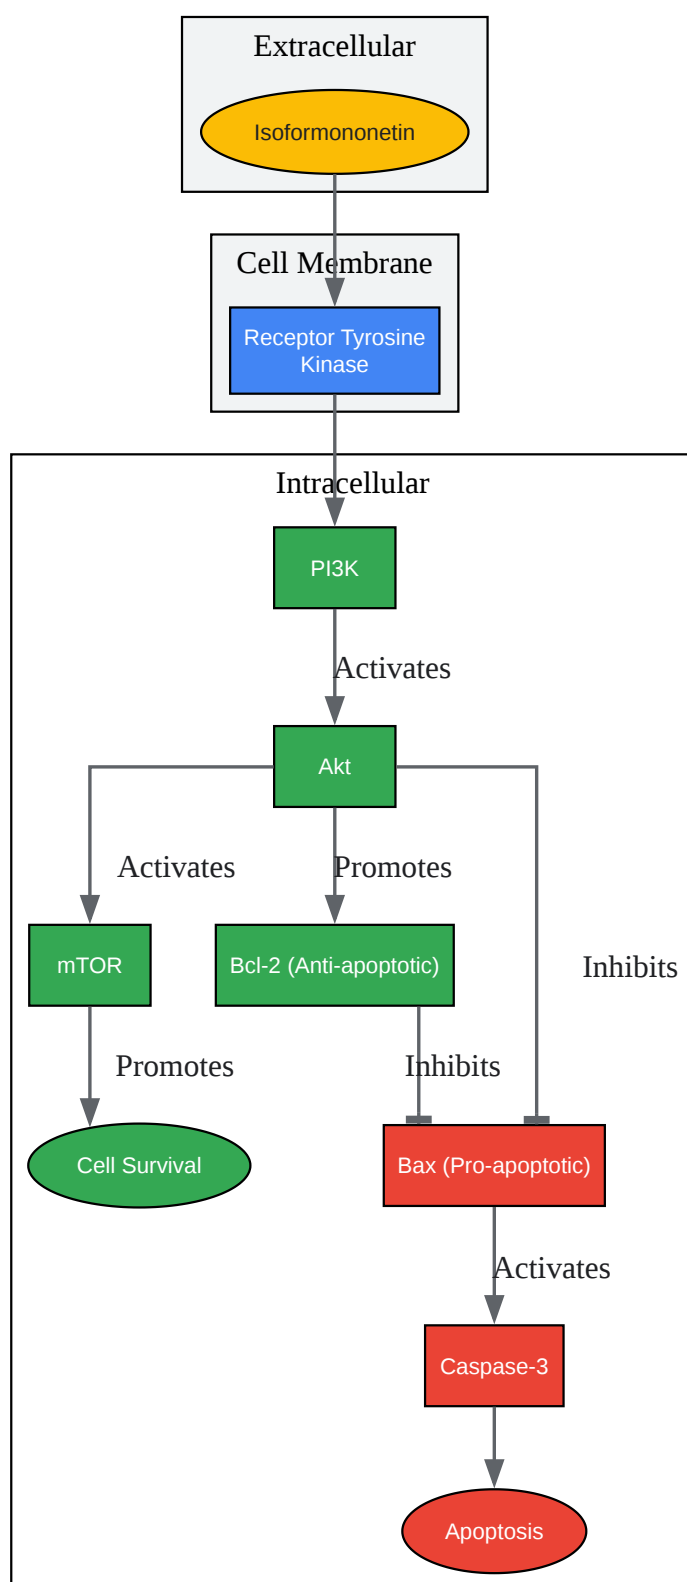 Extracellular
Isoformononetin
Cell Membrane
Receptor Tyrosine
Kinase
Intracellular
PI3K
Activates
Akt
Activates
Promotes
mTOR
Bcl-2 (Anti-apoptotic)
Inhibits
Promotes
Inhibits
Cell Survival
Bax (Pro-apoptotic)
Activates
Caspase-3
Apoptosis